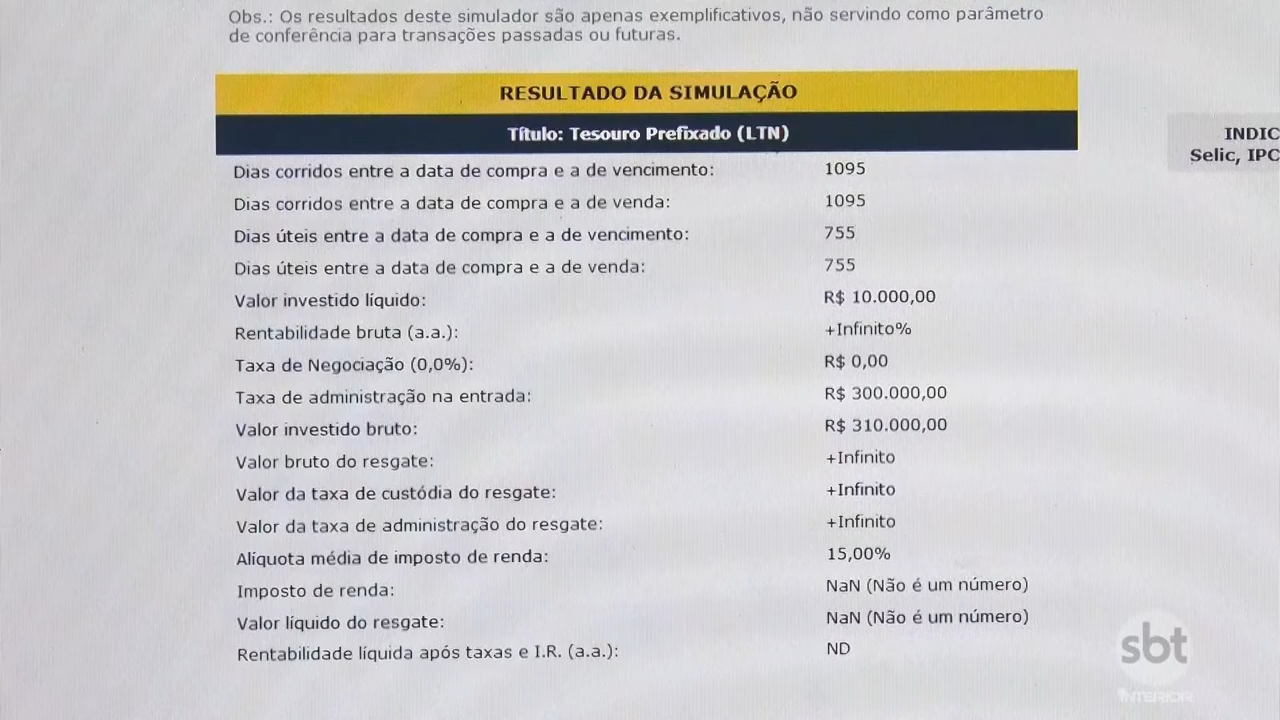 Obs.: Os resultados deste simulador são apenas exemplificativos, não servindo como parâmetro
de conferência para transações passadas ou futuras.
RESULTADO DA SIMULAÇÃO
Título: Tesouro Prefixado (LTN)
INDIC
Selic, IPC
Dias corridos entre a data de compra e a de vencimento: 1095
Dias corridos entre a data de compra e a de venda: 1095
Dias úteis entre a data de compra e a de vencimento: 755
Dias úteis entre a data de compra e a de venda: 755
Valor investido líquido: R$ 10.000,00
Rentabilidade bruta (a.a.): +Infinito%
Taxa de Negociação (0,0%): R$ 0,00
Taxa de administração na entrada: R$ 300.000,00
Valor investido bruto: R$ 310.000,00
Valor bruto do resgate: +Infinito
Valor da taxa de custódia do resgate: +Infinito
Valor da taxa de administração do resgate: +Infinito
Alíquota média de imposto de renda: 15,00%
Imposto de renda: NaN (Não é um número)
Valor líquido do resgate: NaN (Não é um número)
Rentabilidade líquida após taxas e I.R. (a.a.): ND
sbt
INTERIOR